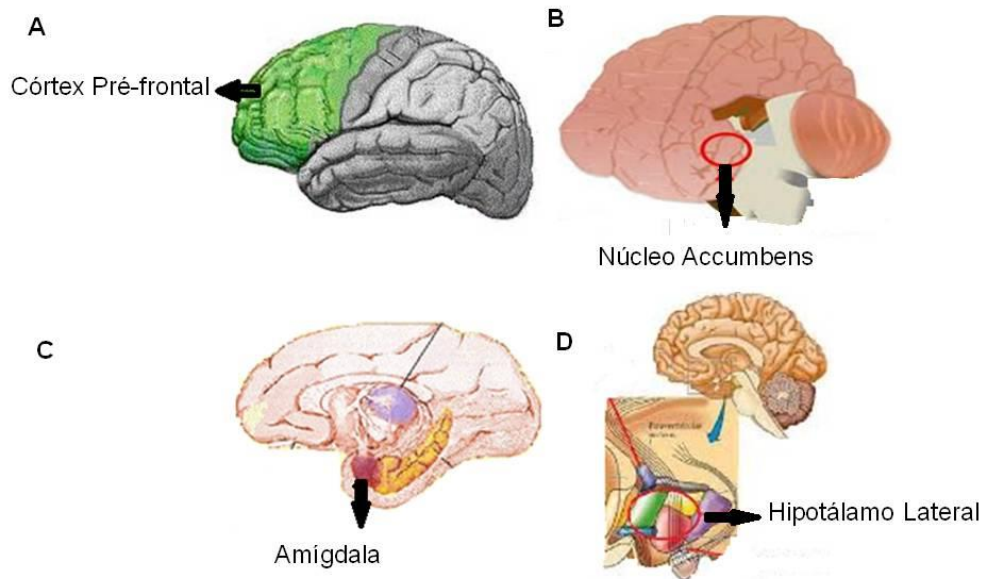 A
Córtex Pré-frontal
B
Núcleo Accumbens
C
Amígdala
D
Hipotálamo Lateral